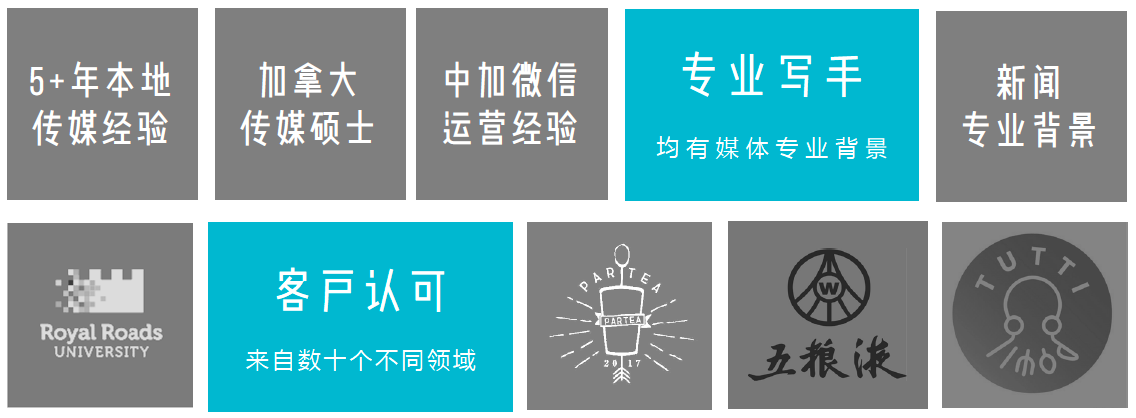 5+年本地
传媒经验
加拿大
传媒硕士
中加微信
运营经验
专业写手
均有媒体专业背景
新闻
专业背景
Royal Roads
UNIVERSITY
客户认可
来自数十个不同领域
PARTEA
PARTEA
2017
W
五粮液
TUTTI